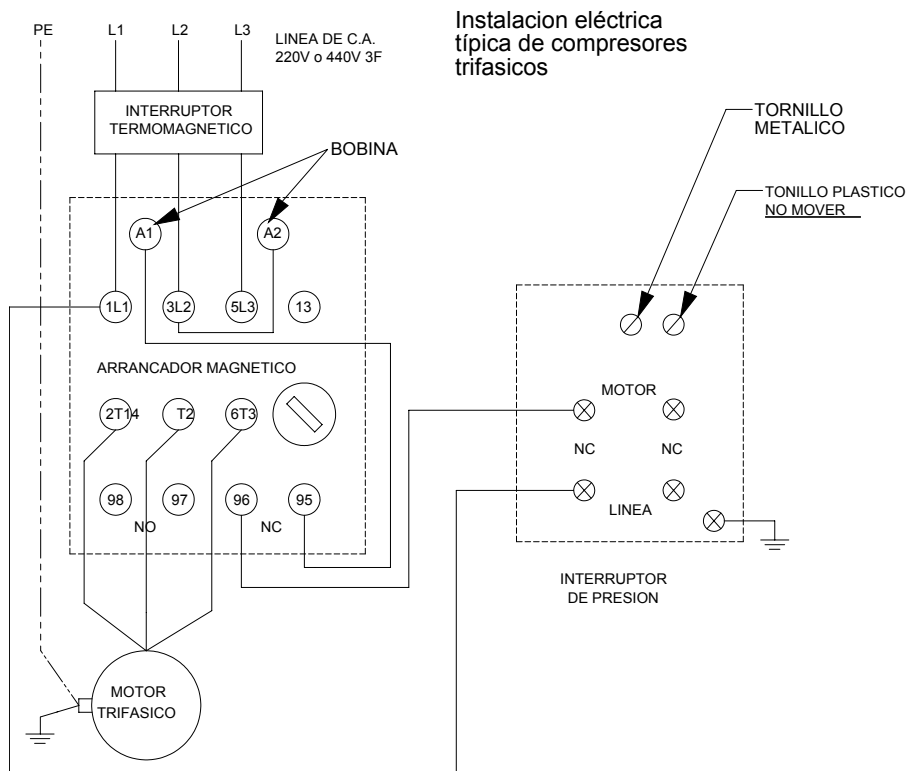 Instalacion eléctrica
típica de compresores
trifasicos
PE
L1
L2
L3
LINEA DE C.A.
220V o 440V 3F
INTERRUPTOR
TERMOMAGNETICO
BOBINA
A1
A2
1L1
3L2
5L3
13
ARRANCADOR MAGNETICO
2T14
T2
6T3
98
97
96
95
NO
NC
MOTOR
TRIFASICO
TORNILLO
METALICO
TONILLO PLASTICO
NO MOVER
MOTOR
NC
NC
LINEA
INTERRUPTOR
DE PRESION